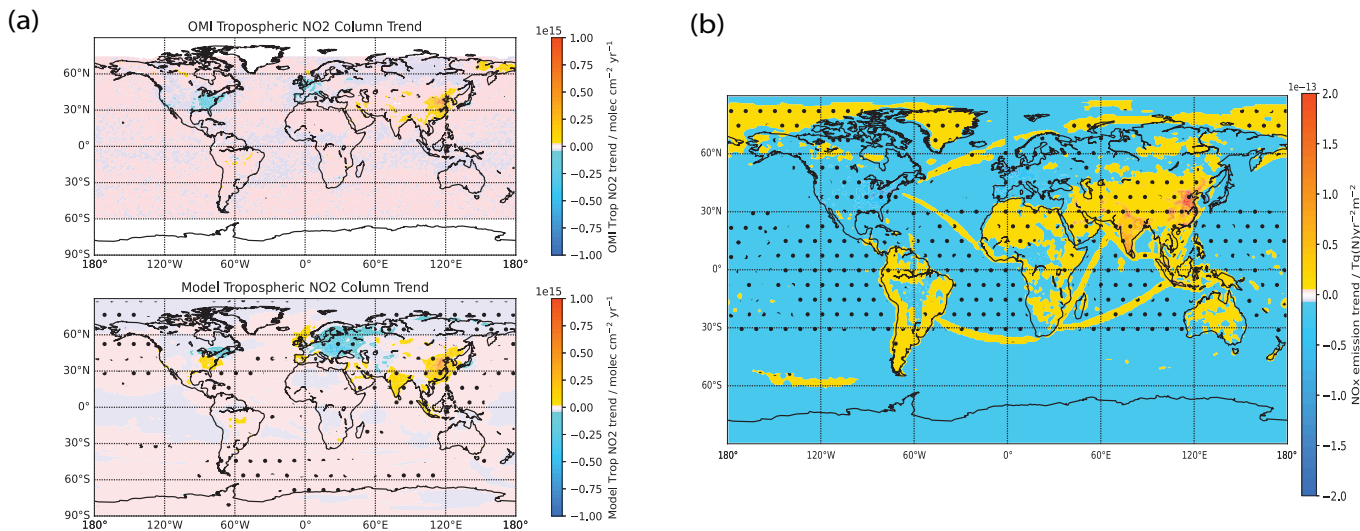 (a)
OMI Tropospheric NO2 Column Trend
1e15
60°N
30°N
0°
30°S
60°S
90°S
180°
120°W
60°W
0°
60°E
120°E
180°
1.00
0.75
0.50
0.25
0.00
−0.25
−0.50
−0.75
−1.00
OMI Trop NO2 trend / molec cm⁻² yr⁻¹
Model Tropospheric NO2 Column Trend
1e15
60°N
30°N
0°
30°S
60°S
90°S
180°
120°W
60°W
0°
60°E
120°E
180°
1.00
0.75
0.50
0.25
0.00
−0.25
−0.50
−0.75
−1.00
Model Trop NO2 trend / molec cm⁻² yr⁻¹
(b)
1e−13
60°N
30°N
0°
30°S
60°S
180°
120°W
60°W
0°
60°E
120°E
180°
2.0
1.5
1.0
0.5
0.0
−0.5
−1.0
−1.5
−2.0
NOx emission trend / Tg(N)yr⁻¹m⁻²